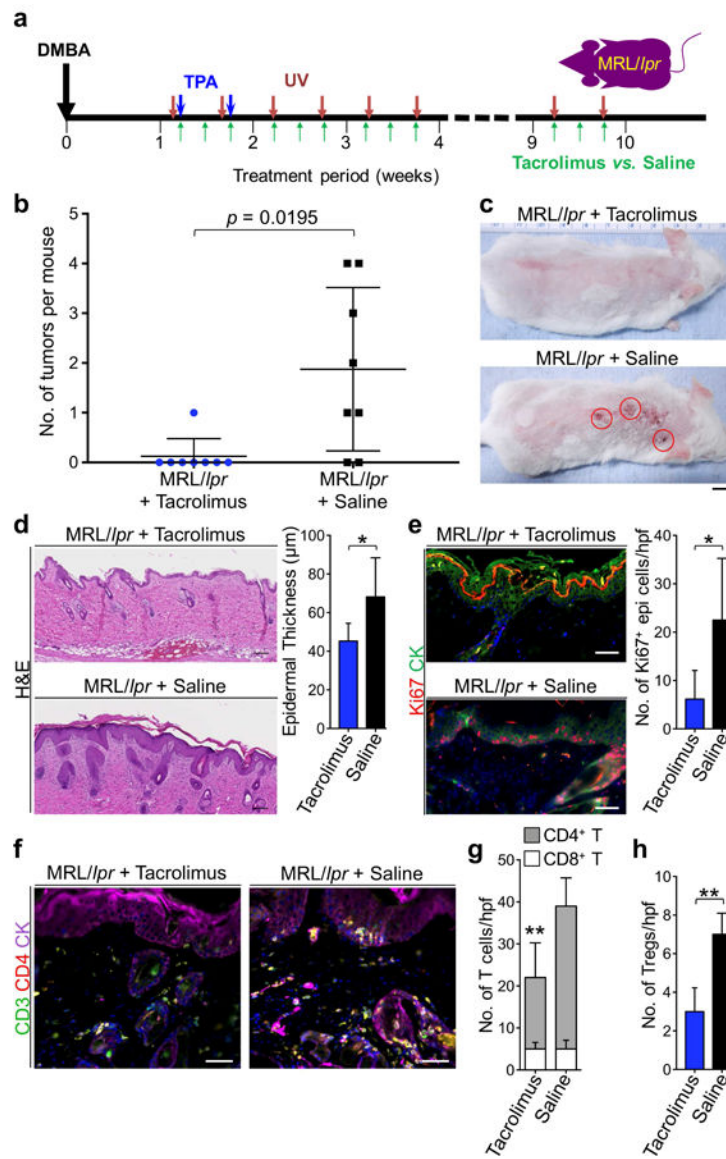 a
DMBA
TPA
UV
MRL/lpr
0
1
2
3
4
9
10
Treatment period (weeks)
Tacrolimus vs. Saline
b
p = 0.0195
No. of tumors per mouse
5
4
3
2
1
0
MRL/lpr
+ Tacrolimus
MRL/lpr
+ Saline
c
MRL/lpr + Tacrolimus
MRL/lpr + Saline
d
H&E
MRL/lpr + Tacrolimus
MRL/lpr + Saline
Epidermal Thickness (µm)
100
80
60
40
20
0
*
Tacrolimus
Saline
e
Ki67 CK
MRL/lpr + Tacrolimus
MRL/lpr + Saline
No. of Ki67⁺ epi cells/hpf
40
30
20
10
0
*
Tacrolimus
Saline
f
CD3 CD4 CK
MRL/lpr + Tacrolimus
MRL/lpr + Saline
g
CD4⁺ T
CD8⁺ T
No. of T cells/hpf
50
40
30
20
10
0
**
Tacrolimus
Saline
h
No. of Tregs/hpf
10
8
6
4
2
0
**
Tacrolimus
Saline